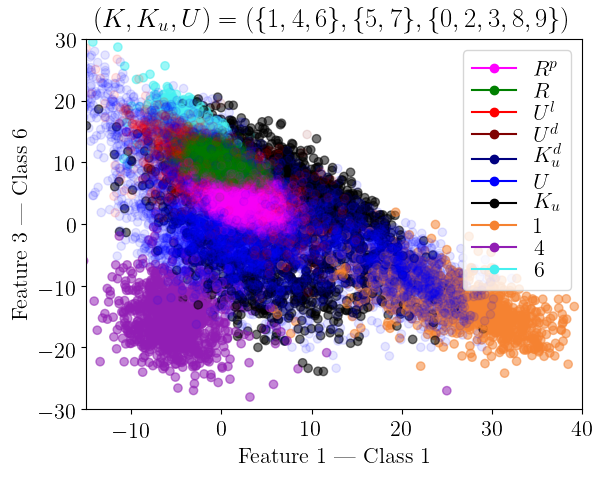 (K, K_u, U) = ({1, 4, 6}, {5, 7}, {0, 2, 3, 8, 9})
30
20
10
0
−10
−20
−30
Feature 3 — Class 6
R^p
R
U^l
U^d
K_u^d
U
K_u
1
4
6
−10
0
10
20
30
40
Feature 1 — Class 1